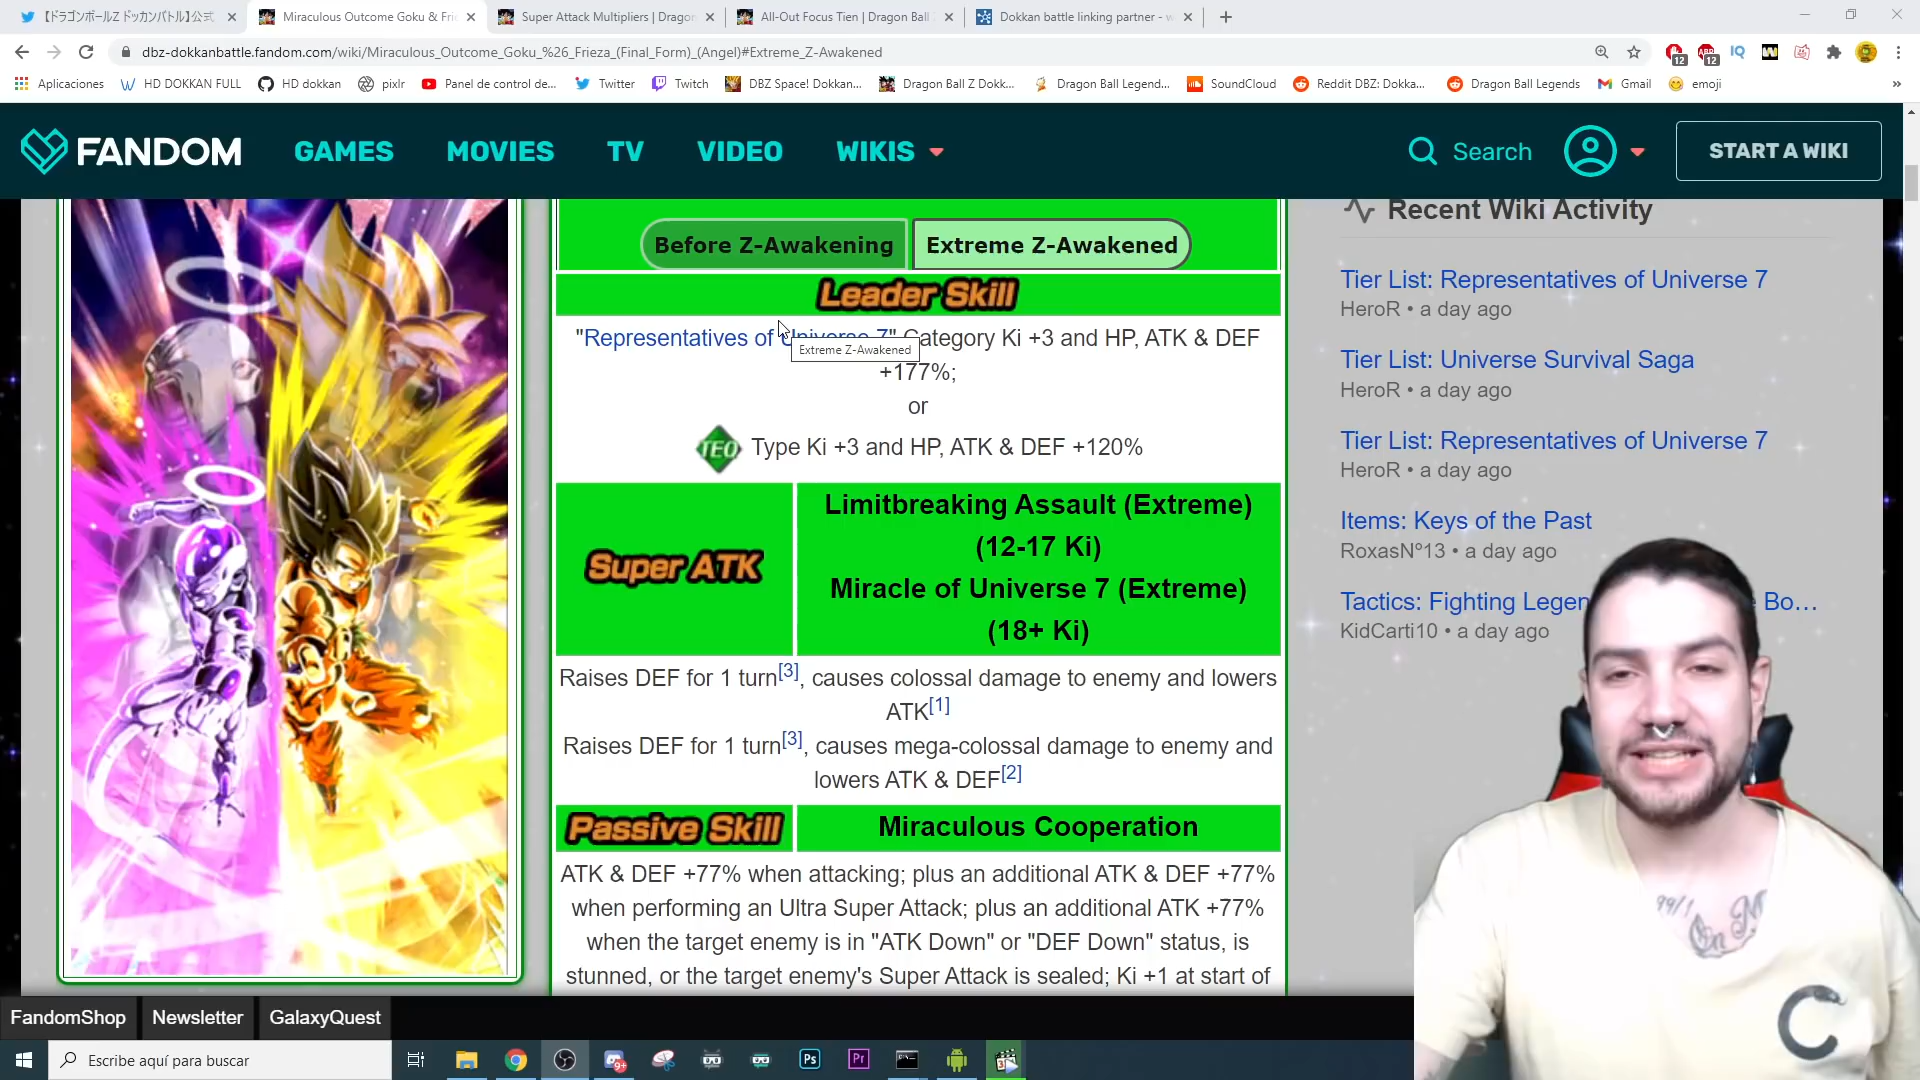 【ドラゴンボールZ ドッカンバトル】公式
Miraculous Outcome Goku & Frie
Super Attack Multipliers | Dragon
All-Out Focus Tien | Dragon Ball
Dokkan battle linking partner - w
dbz-dokkanbattle.fandom.com/wiki/Miraculous_Outcome_Goku_%26_Frieza_(Final_Form)_(Angel)#Extreme_Z-Awakened
12
12
IQ
W
Aplicaciones
HD DOKKAN FULL
HD dokkan
pixlr
Panel de control de...
Twitter
Twitch
DBZ Space! Dokkan...
Dragon Ball Z Dokk...
Dragon Ball Legend...
SoundCloud
Reddit DBZ: Dokka...
Dragon Ball Legends
Gmail
emoji
»
FANDOM
GAMES
MOVIES
TV
VIDEO
WIKIS
Search
START A WIKI
Before Z-Awakening
Extreme Z-Awakened
Leader Skill
"Representatives of Universe 7" Category Ki +3 and HP, ATK & DEF
Extreme Z-Awakened
+177%;
or
TEQ Type Ki +3 and HP, ATK & DEF +120%
Super ATK
Limitbreaking Assault (Extreme)
(12-17 Ki)
Miracle of Universe 7 (Extreme)
(18+ Ki)
Raises DEF for 1 turn[3], causes colossal damage to enemy and lowers
ATK[1]
Raises DEF for 1 turn[3], causes mega-colossal damage to enemy and
lowers ATK & DEF[2]
Passive Skill
Miraculous Cooperation
ATK & DEF +77% when attacking; plus an additional ATK & DEF +77%
when performing an Ultra Super Attack; plus an additional ATK +77%
when the target enemy is in "ATK Down" or "DEF Down" status, is
stunned, or the target enemy's Super Attack is sealed; Ki +1 at start of
Recent Wiki Activity
Tier List: Representatives of Universe 7
HeroR • a day ago
Tier List: Universe Survival Saga
HeroR • a day ago
Tier List: Representatives of Universe 7
HeroR • a day ago
Items: Keys of the Past
RoxasNº13 • a day ago
Tactics: Fighting Legen
Bo…
KidCarti10 • a day ago
FandomShop
Newsletter
GalaxyQuest
Escribe aquí para buscar
9+
Ps
Pr